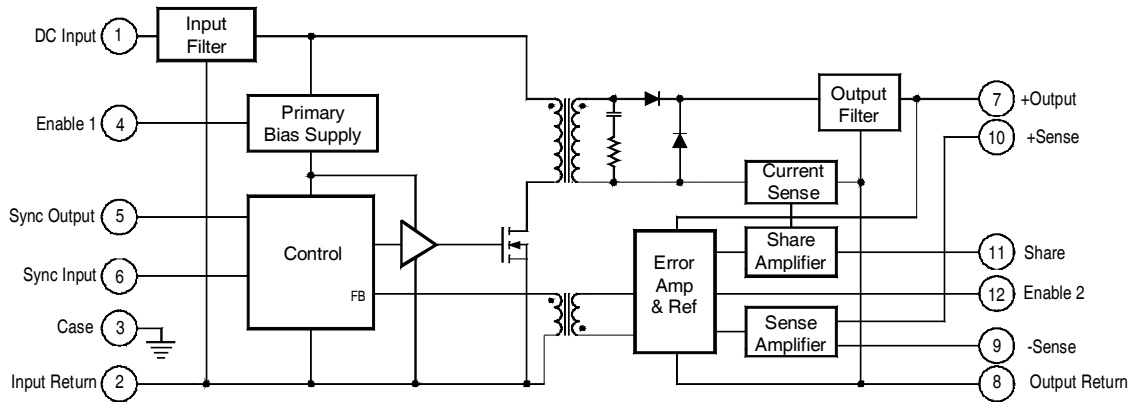 DC Input
1
Input
Filter
Enable 1
4
Primary
Bias Supply
Sync Output
5
Sync Input
6
Control
FB
Case
3
Input Return
2
Output
Filter
7
+Output
10
+Sense
Current
Sense
Error
Amp
& Ref
Share
Amplifier
11
Share
12
Enable 2
Sense
Amplifier
9
-Sense
8
Output Return